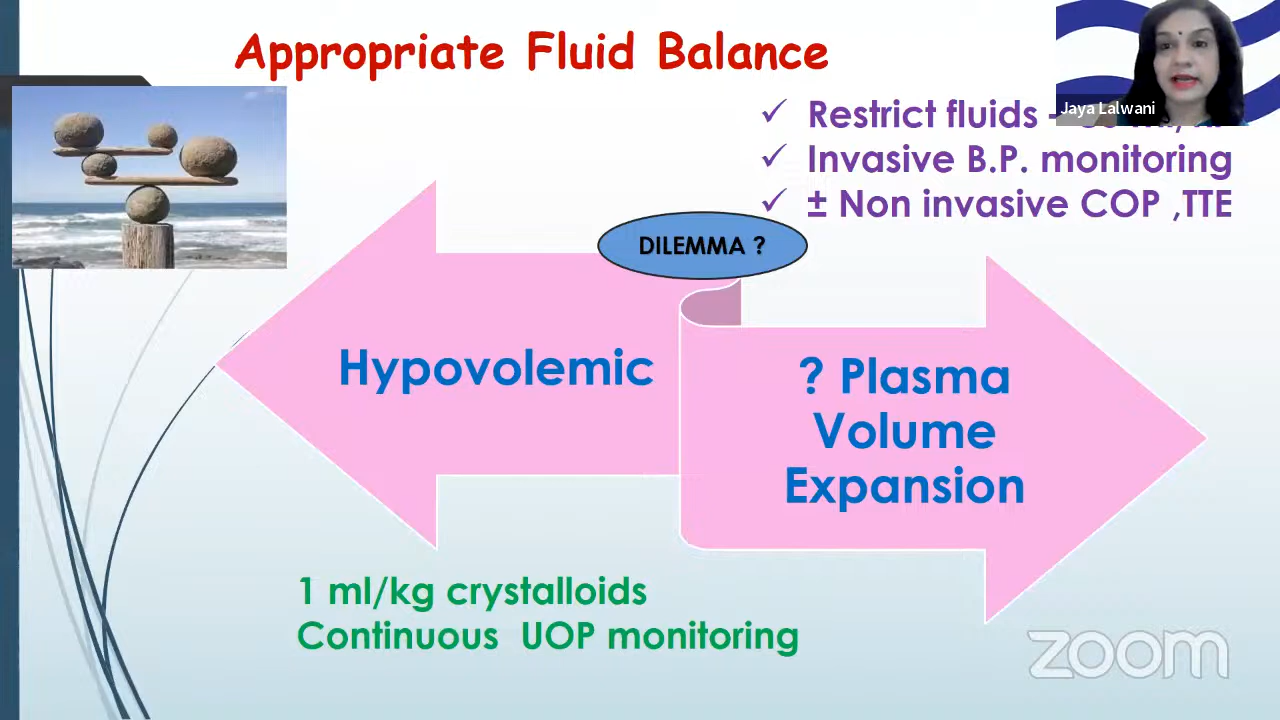 Appropriate Fluid Balance
Jaya Lalwani
✓ Restrict fluids -
✓ Invasive B.P. monitoring
✓ ± Non invasive COP ,TTE
DILEMMA ?
Hypovolemic
? Plasma
Volume
Expansion
1 ml/kg crystalloids
Continuous UOP monitoring
zoom